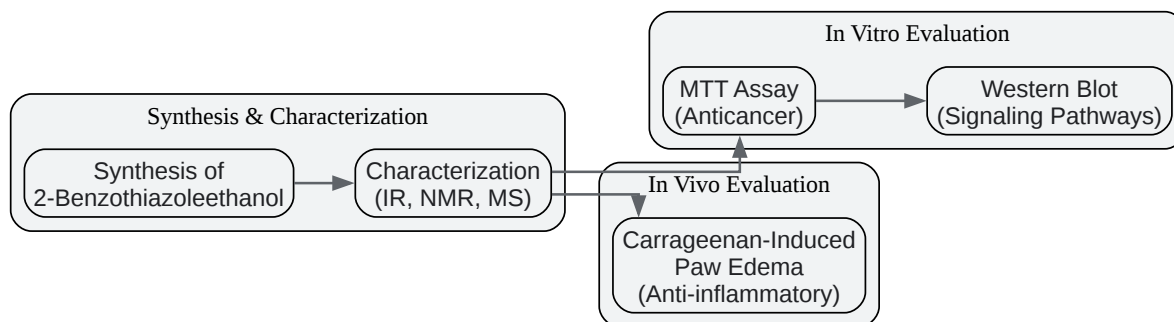 Synthesis & Characterization
Synthesis of
2-Benzothiazoleethanol
Characterization
(IR, NMR, MS)
In Vitro Evaluation
MTT Assay
(Anticancer)
Western Blot
(Signaling Pathways)
In Vivo Evaluation
Carrageenan-Induced
Paw Edema
(Anti-inflammatory)